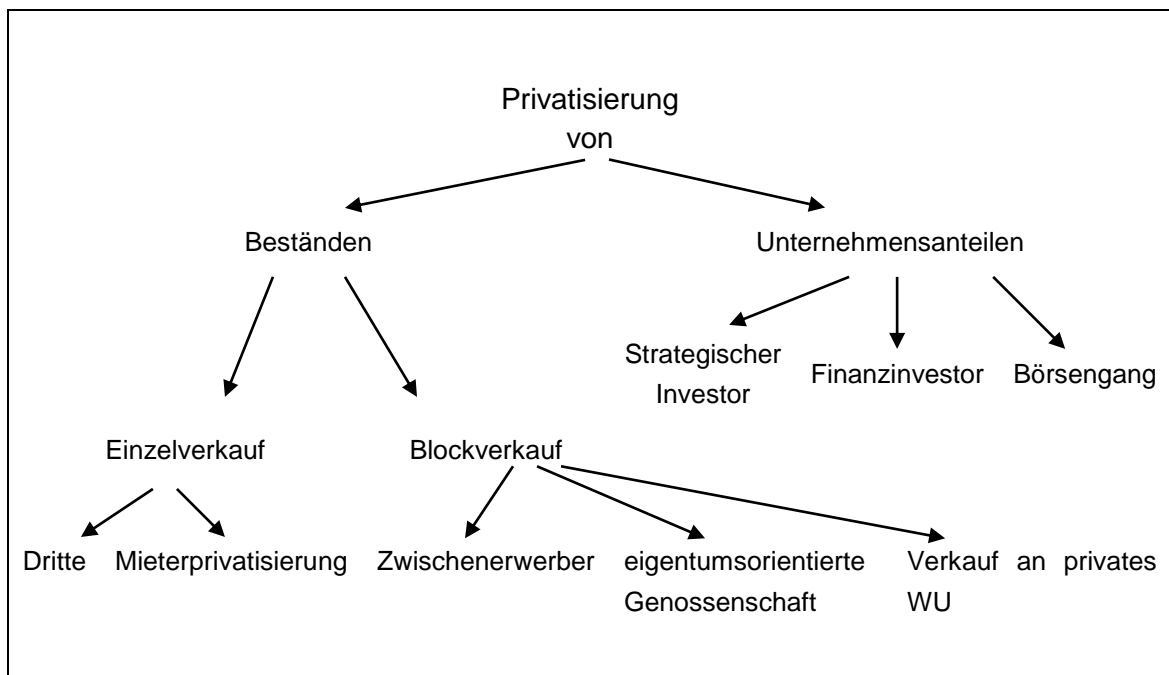 Privatisierung
von
Beständen
Unternehmensanteilen
Strategischer
Investor
Finanzinvestor
Börsengang
Einzelverkauf
Blockverkauf
Dritte
Mieterprivatisierung
Zwischenerwerber
eigentumsorientierte
Genossenschaft
Verkauf an privates
WU